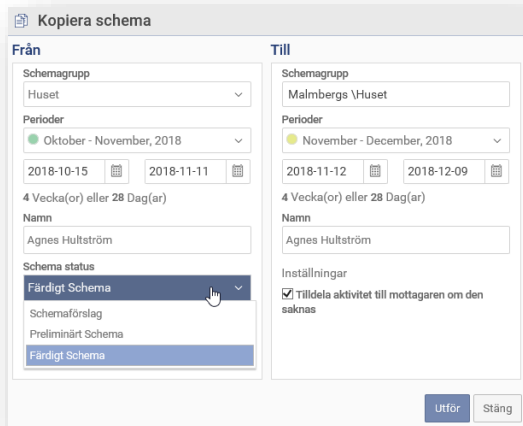 Kopiera schema
Från
Schemagrupp
Huset
Perioder
Oktober - November, 2018
2018-10-15
2018-11-11
4 Vecka(or) eller 28 Dag(ar)
Namn
Agnes Hultström
Schema status
Färdigt Schema
Schemaförslag
Preliminärt Schema
Färdigt Schema
Till
Schemagrupp
Malmbergs \Huset
Perioder
November - December, 2018
2018-11-12
2018-12-09
4 Vecka(or) eller 28 Dag(ar)
Namn
Agnes Hultström
Inställningar
Tilldela aktivitet till mottagaren om den
saknas
Utför
Stäng